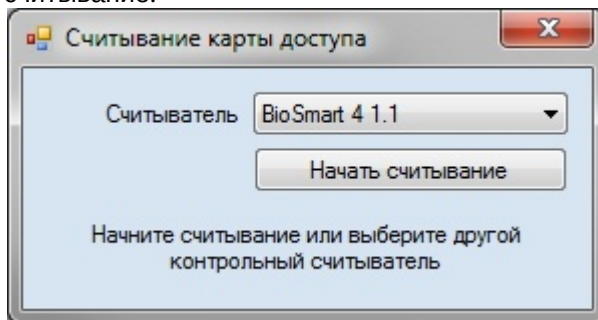 считывание.
Считывание карты доступа
Считыватель BioSmart 4 1.1
Начать считывание
Начните считывание или выберите другой
контрольный считыватель